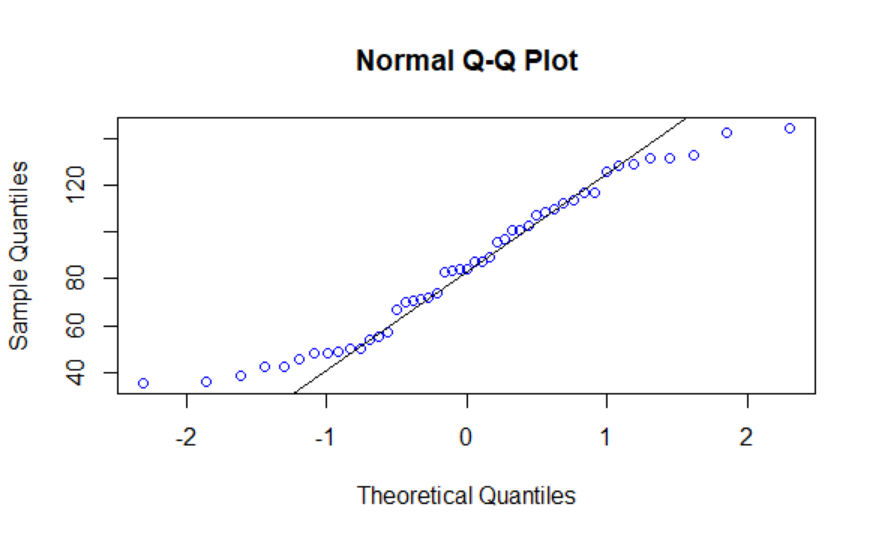 Normal Q-Q Plot
Sample Quantiles
120
80
60
40
-2 -1 0 1 2
Theoretical Quantiles